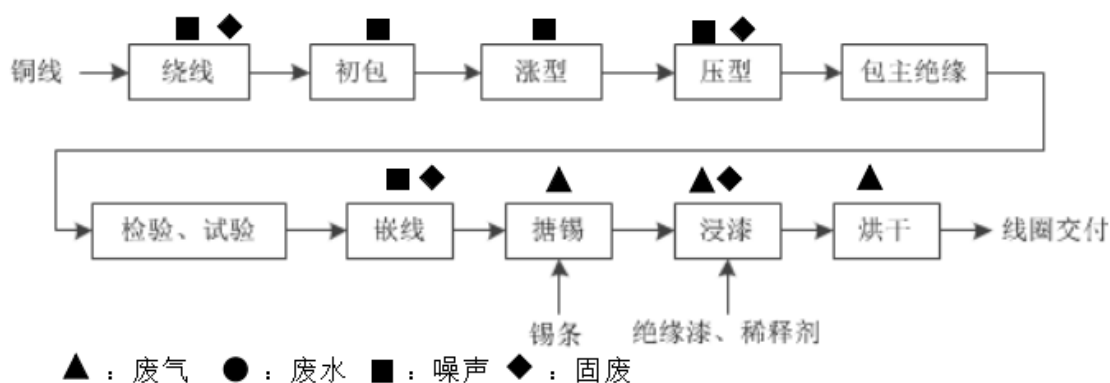 铜线 绕线 初包 涨型 压型 包主绝缘
检验、试验 嵌线 搪锡 浸漆 烘干 线圈交付
锡条 绝缘漆、稀释剂
▲：废气 ●：废水 ■：噪声 ◆：固废